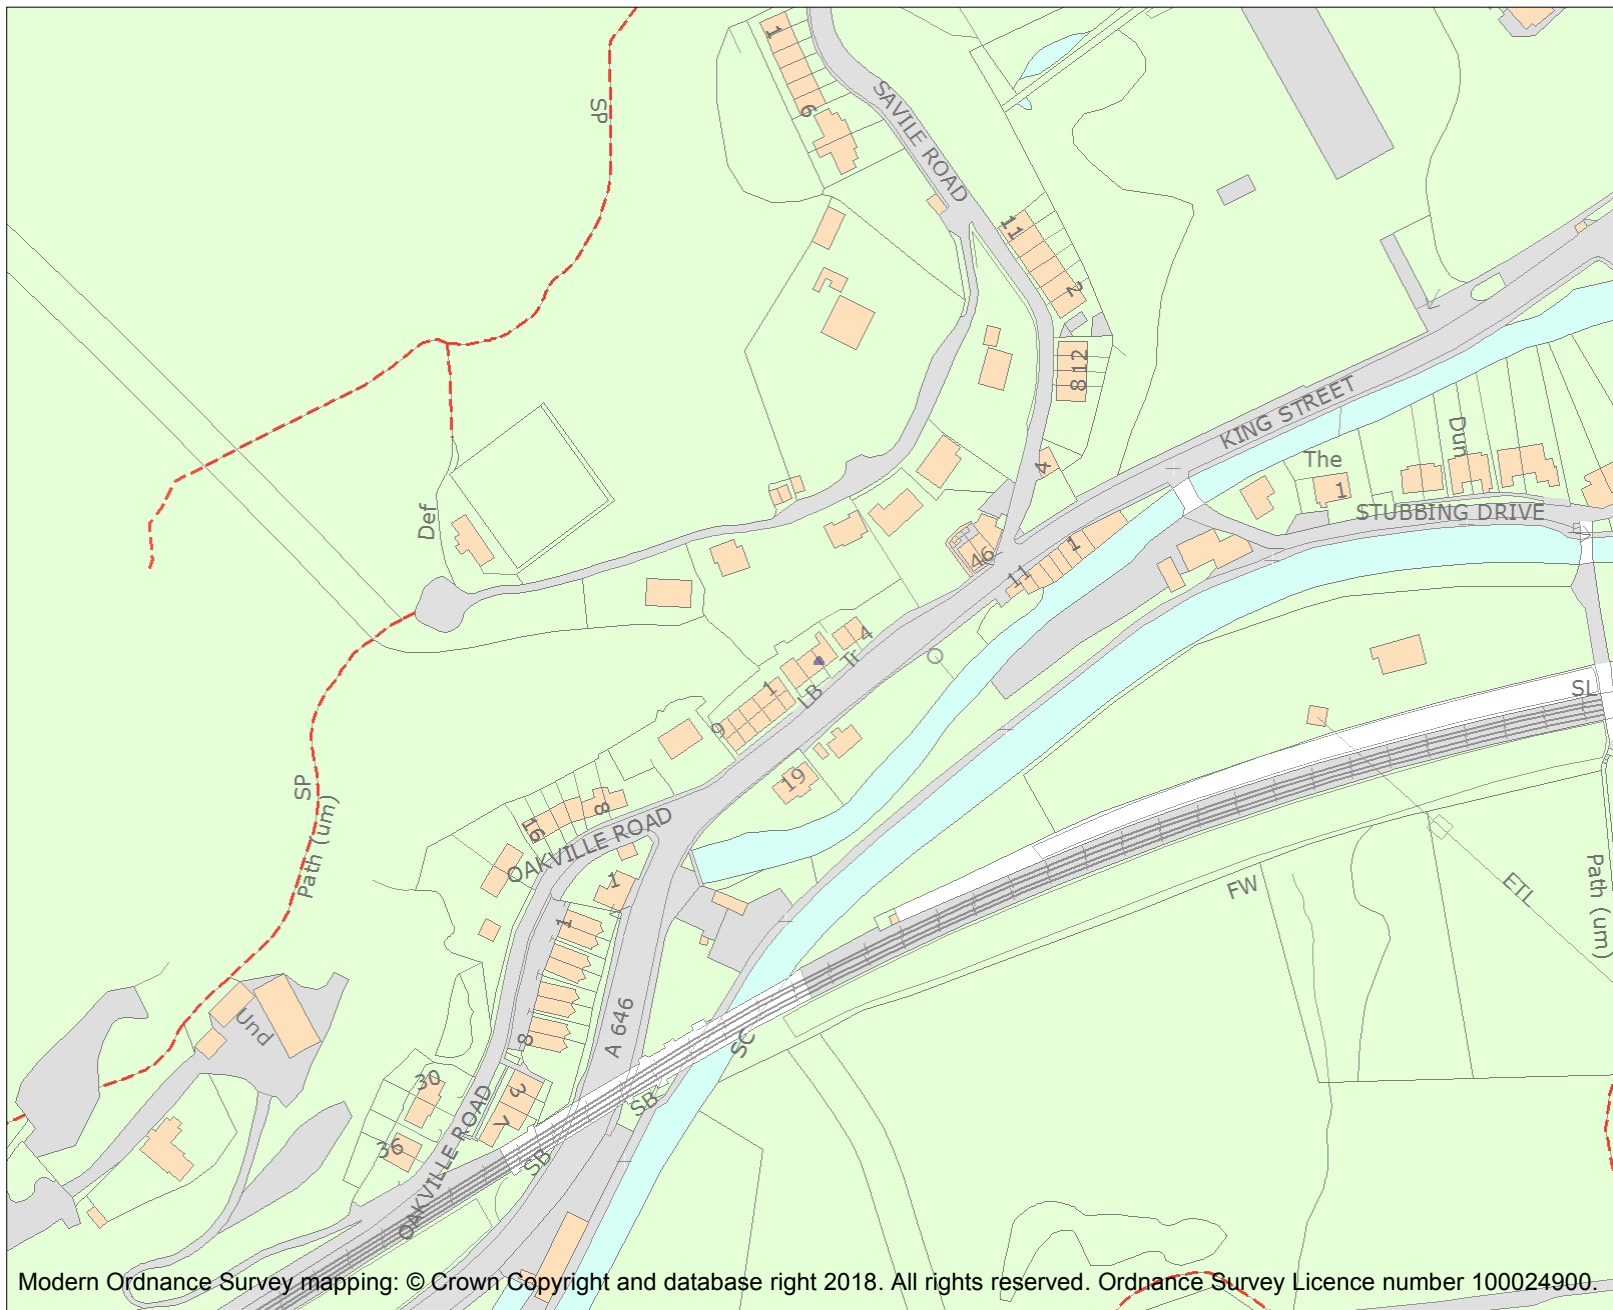 1
SP
6
SAVILE ROAD
11
2
12
8
KING STREET
4
The
Dun
1
STUBBING DRIVE
Def
46
1
11
4
Tr
LB
1
9
SL
19
SP
Path (um)
8
16
OAKVILLE ROAD
1
1
FW
ETL
Path (um)
Und
8
A 646
SC
30
3
SB
36
OAKVILLE ROAD
SB
Modern Ordnance Survey mapping: © Crown Copyright and database right 2018. All rights reserved. Ordnance Survey Licence number 100024900.